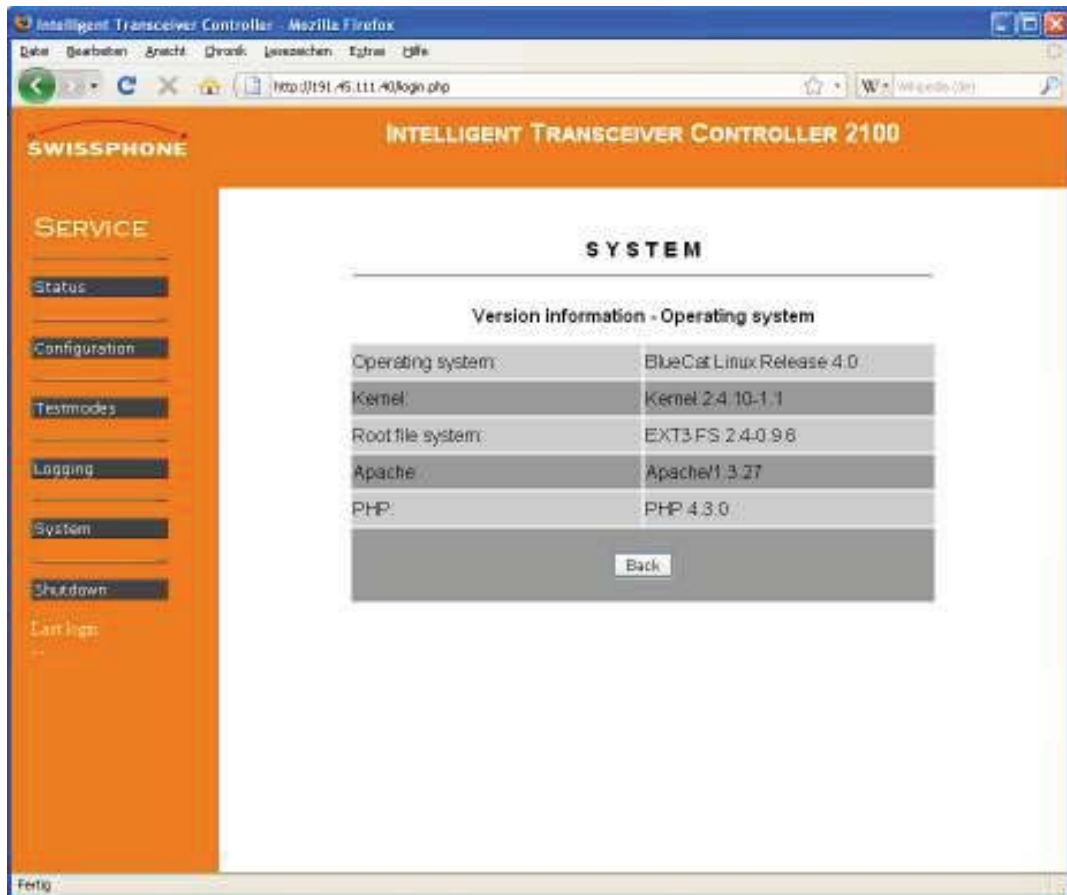 Intelligent Transceiver Controller - Mozilla Firefox
Datei Bearbeiten Ansicht Chronik Lesezeichen Extras Hilfe
http://191.45.111.40/login.php
Wikipedia (de)
SWISSPHONE
INTELLIGENT TRANSCEIVER CONTROLLER 2100
SERVICE
Status
Configuration
Testmodes
Logging
System
Shutdown
Last login:
--
SYSTEM
Version information - Operating system
Operating system: BlueCat Linux Release 4.0
Kernel: Kernel 2.4.10-1.1
Root file system: EXT3 FS 2.4-0.9.6
Apache: Apache/1.3.27
PHP: PHP 4.3.0
Back
Fertig